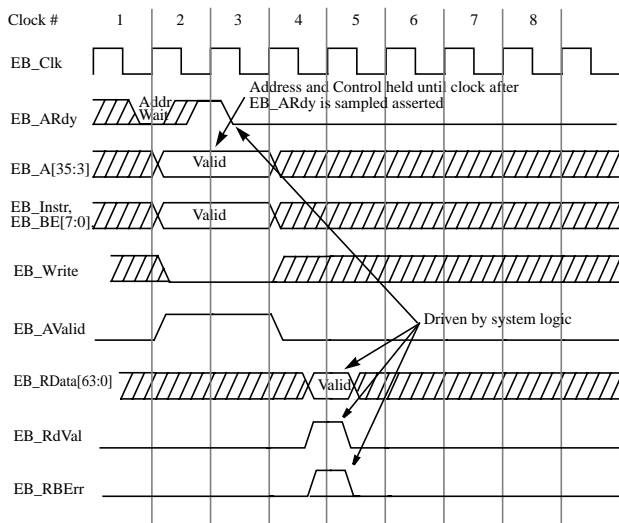 Clock # 1 2 3 4 5 6 7 8
EB_Clk
Address and Control held until clock after
EB_ARdy is sampled asserted
Addr
Wait
EB_ARdy
EB_A[35:3]
Valid
EB_Instr,
EB_BE[7:0]
Valid
EB_Write
EB_AValid
Driven by system logic
EB_RData[63:0]
Valid
EB_RdVal
EB_RBErr